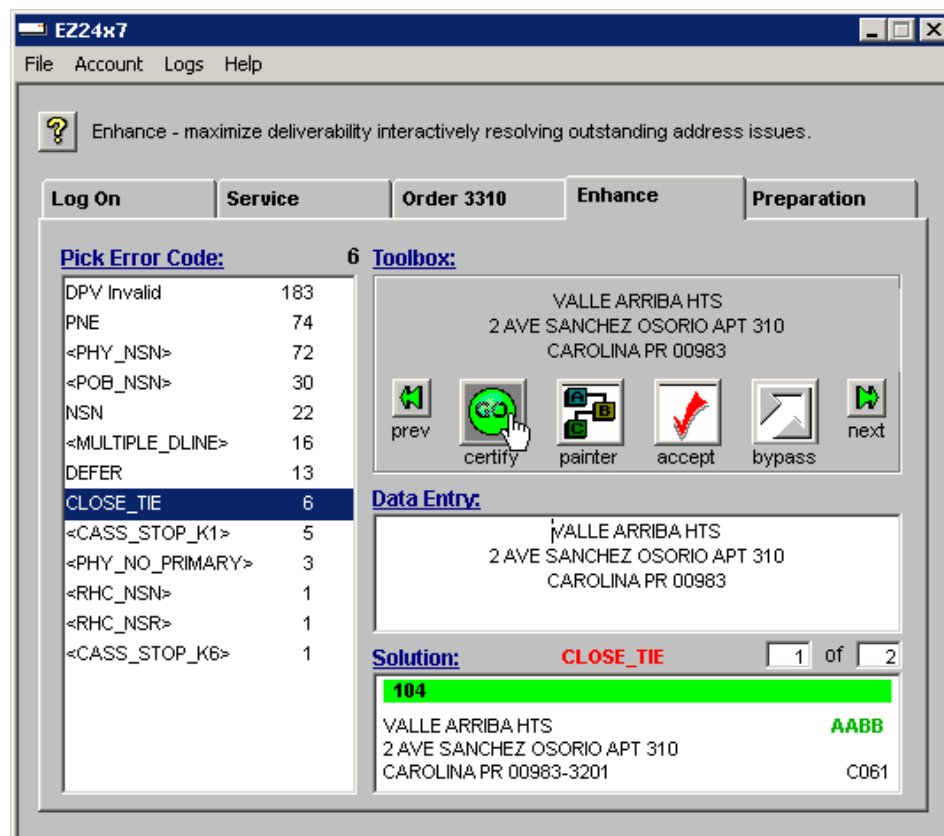 EZ24x7
File Account Logs Help
Enhance - maximize deliverability interactively resolving outstanding address issues.
Log On Service Order 3310 Enhance Preparation
Pick Error Code: 6
DPV Invalid 183
PNE 74
<PHY_NSN> 72
<POB_NSN> 30
NSN 22
<MULTIPLE_DLINE> 16
DEFER 13
CLOSE_TIE 6
<CASS_STOP_K1> 5
<PHY_NO_PRIMARY> 3
<RHC_NSN> 1
<RHC_NSR> 1
<CASS_STOP_K6> 1
Toolbox:
VALLE ARRIBA HTS
2 AVE SANCHEZ OSORIO APT 310
CAROLINA PR 00983
GO A B C
prev certify painter accept bypass next
Data Entry:
VALLE ARRIBA HTS
2 AVE SANCHEZ OSORIO APT 310
CAROLINA PR 00983
Solution: CLOSE_TIE 1 of 2
104
VALLE ARRIBA HTS AABB
2 AVE SANCHEZ OSORIO APT 310
CAROLINA PR 00983-3201 C061